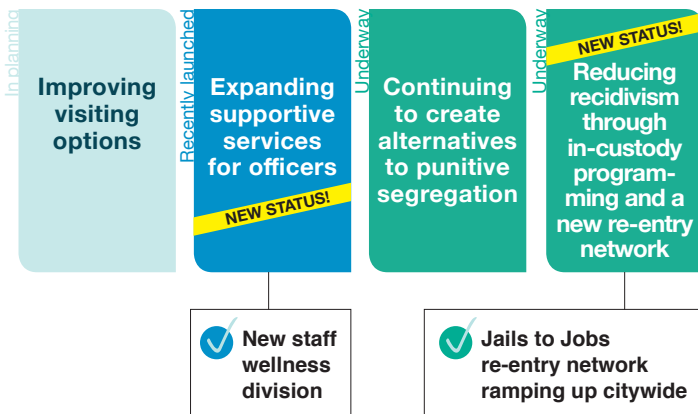 In planning
Improving
visiting
options
Recently launched
Expanding
supportive
services
for officers
NEW STATUS!
Underway
Continuing
to create
alternatives
to punitive
segregation
Underway
NEW STATUS!
Reducing
recidivism
through
in-custody
program-
ming and a
new re-entry
network
New staff
wellness
division
Jails to Jobs
re-entry network
ramping up citywide